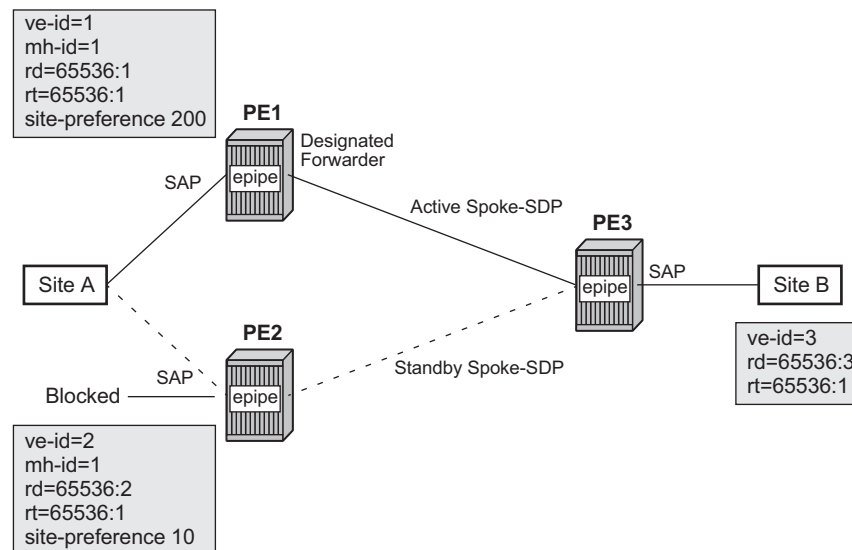 ve-id=1
mh-id=1
rd=65536:1
rt=65536:1
site-preference 200
PE1
Designated
Forwarder
epipe
SAP
Active Spoke-SDP
PE3
epipe
SAP
Site A
Site B
PE2
Standby Spoke-SDP
SAP
Blocked
epipe
ve-id=3
rd=65536:3
rt=65536:1
ve-id=2
mh-id=1
rd=65536:2
rt=65536:1
site-preference 10